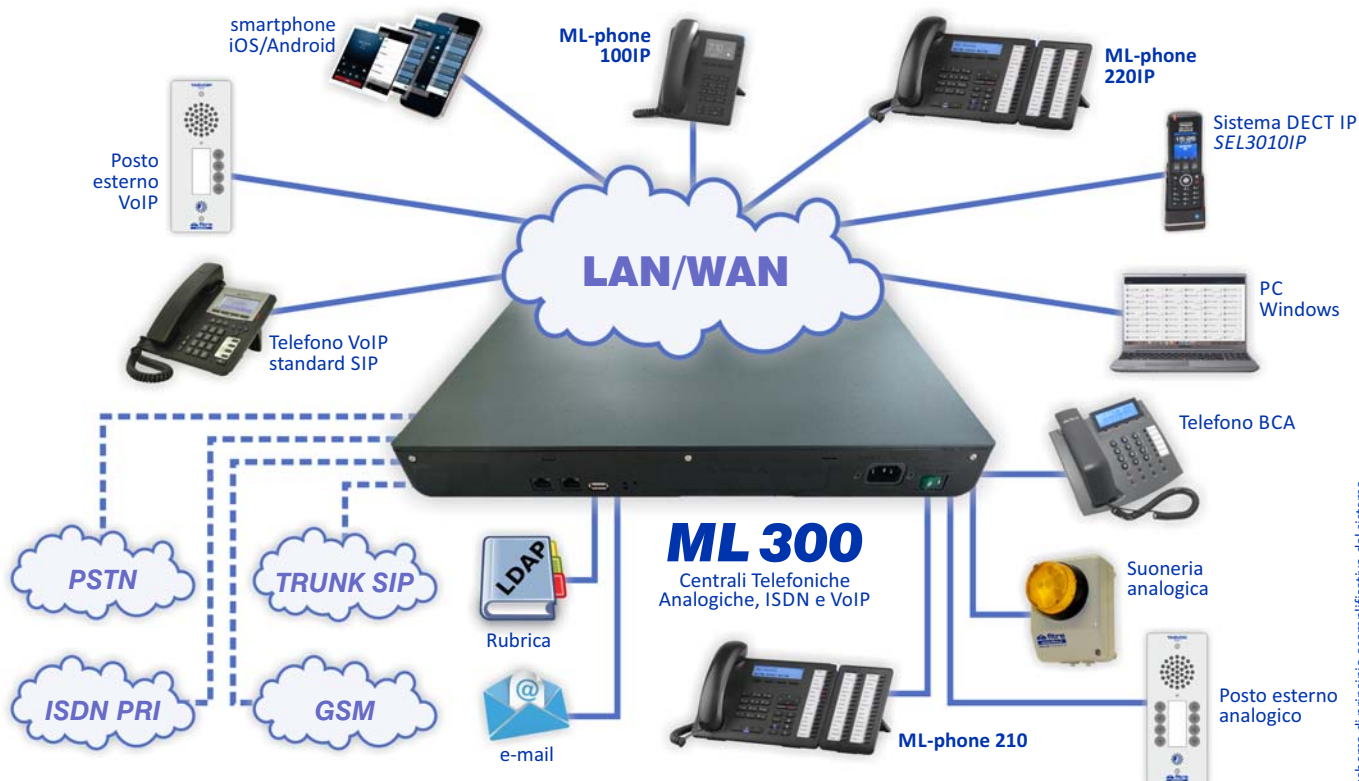 smartphone
iOS/Android
ML-phone
100IP
ML-phone
220IP
Sistema DECT IP
SEL3010IP
Posto
esterno
VoIP
LAN/WAN
PC
Windows
Telefono VoIP
standard SIP
Telefono BCA
PSTN
TRUNK SIP
ISDN PRI
GSM
LDAP
Rubrica
@
e-mail
ML 300
Centrali Telefoniche
Analogiche, ISDN e VoIP
ML-phone 210
Suoneria
analogica
fitre
Posto esterno
analogico